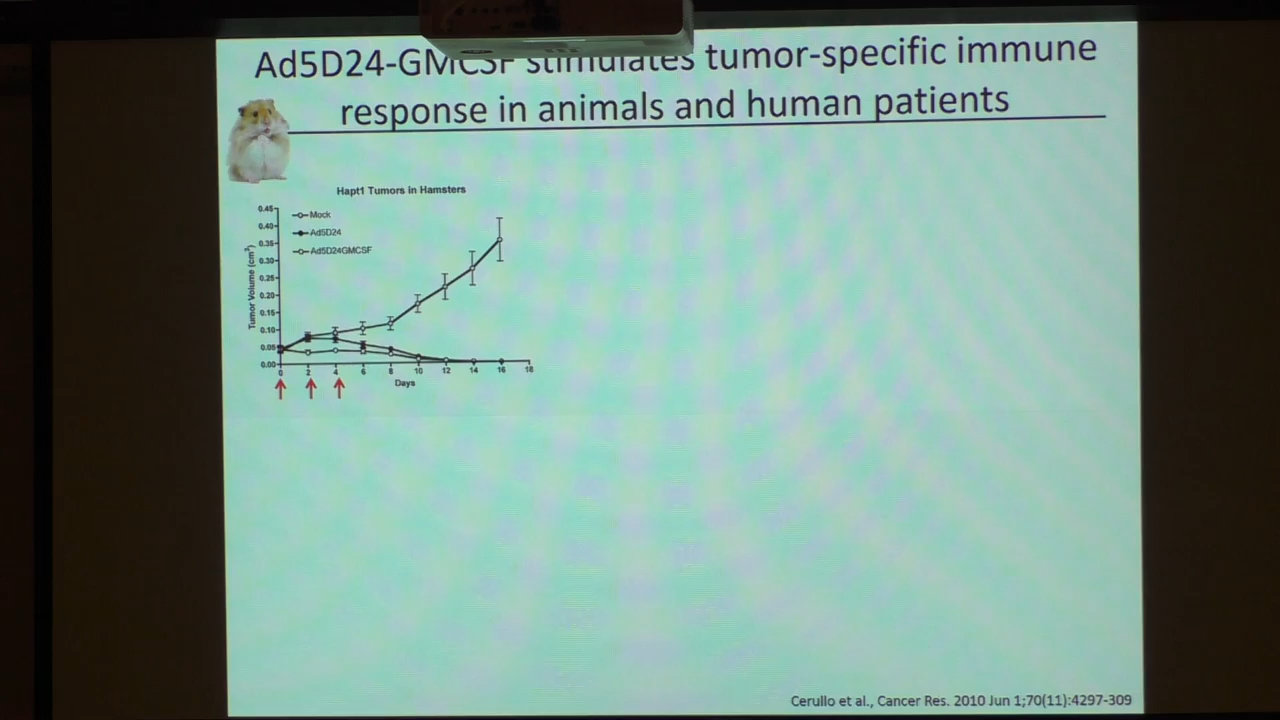 Ad5D24-GMCSF stimulates tumor-specific immune
response in animals and human patients
Hapt1 Tumors in Hamsters
Tumor Volume (cm³)
0.45
0.40
0.35
0.30
0.25
0.20
0.15
0.10
0.05
0.00
Mock
Ad5D24
Ad5D24GMCSF
0 2 4 6 8 10 12 14 16 18
Days
Cerullo et al., Cancer Res. 2010 Jun 1;70(11):4297-309